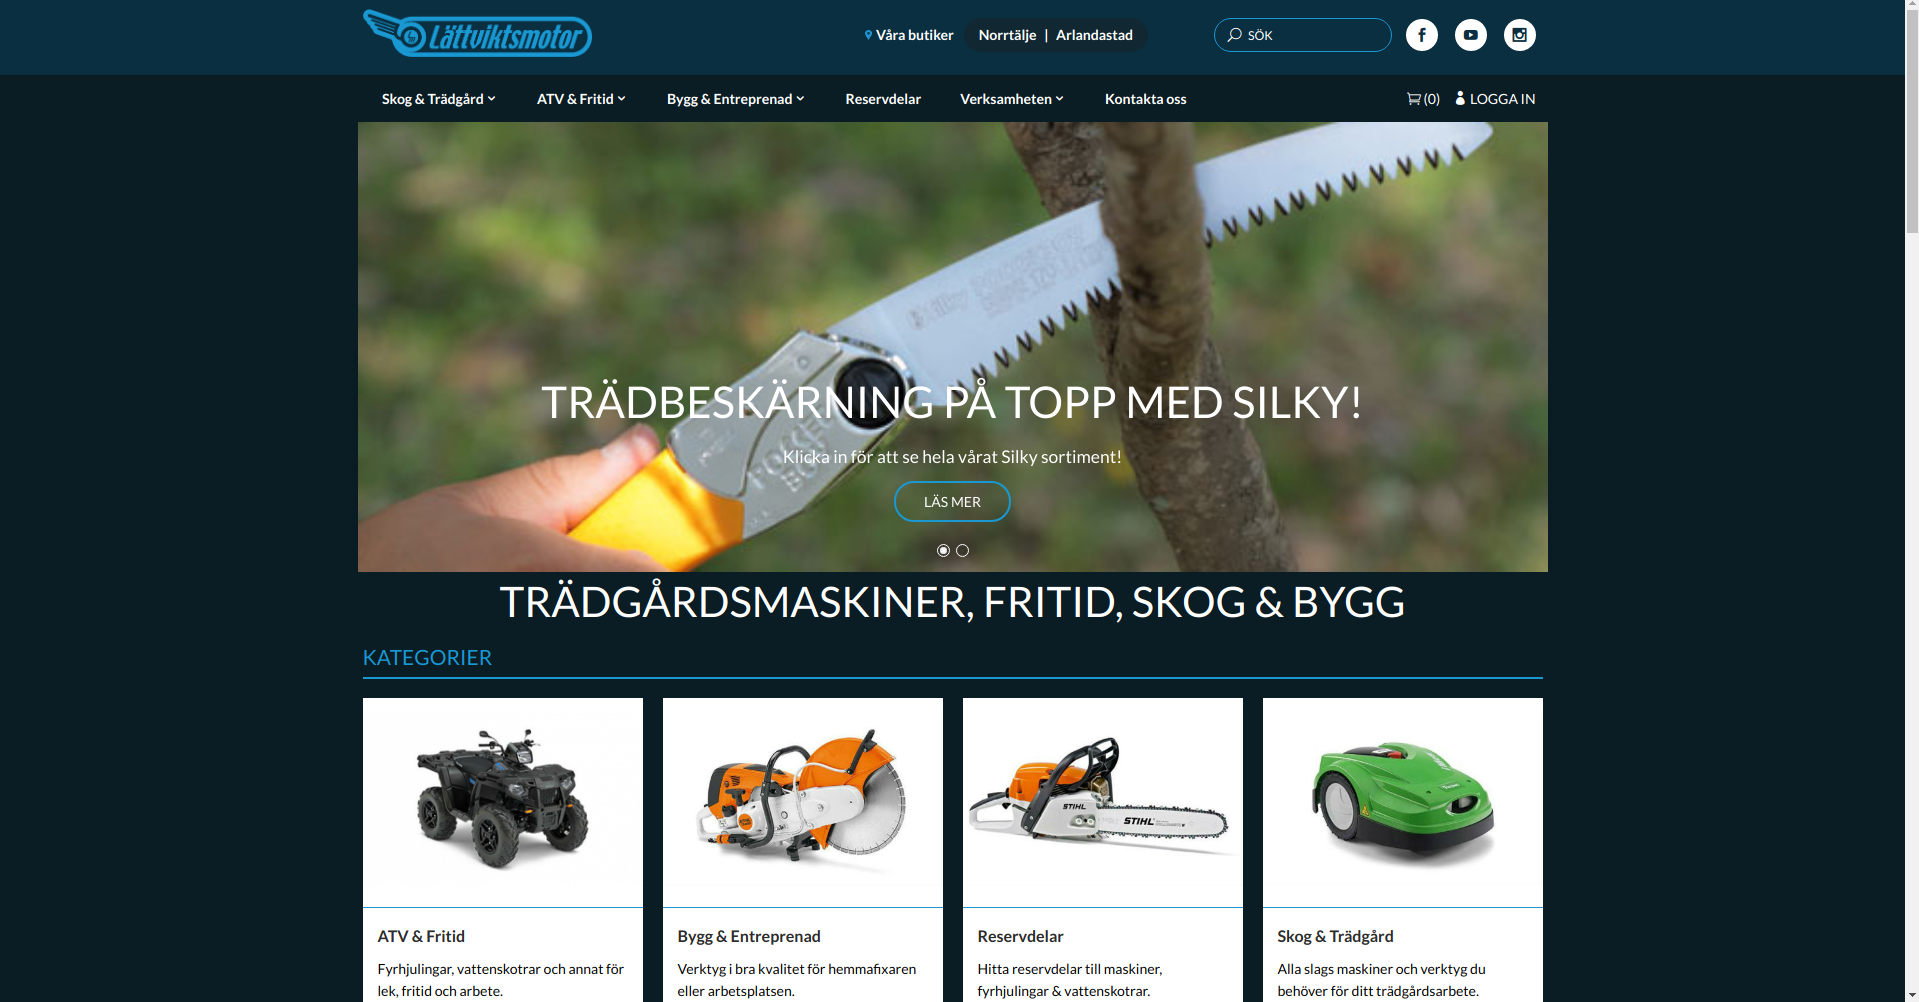 Lättviktsmotor
Våra butiker
Norrtälje | Arlandastad
SÖK
Skog & Trädgård
ATV & Fritid
Bygg & Entreprenad
Reservdelar
Verksamheten
Kontakta oss
(0)
LOGGA IN
Silky
TRÄDBESKÄRNING PÅ TOPP MED SILKY!
Klicka in för att se hela vårat Silky sortiment!
LÄS MER
TRÄDGÅRDSMASKINER, FRITID, SKOG & BYGG
KATEGORIER
STIHL
STIHL
ATV & Fritid
Fyrhjulingar, vattenskotrar och annat för
lek, fritid och arbete.
Bygg & Entreprenad
Verktyg i bra kvalitet för hemmafixaren
eller arbetsplatsen.
Reservdelar
Hitta reservdelar till maskiner,
fyrhjulingar & vattenskotrar.
Skog & Trädgård
Alla slags maskiner och verktyg du
behöver för ditt trädgårdsarbete.